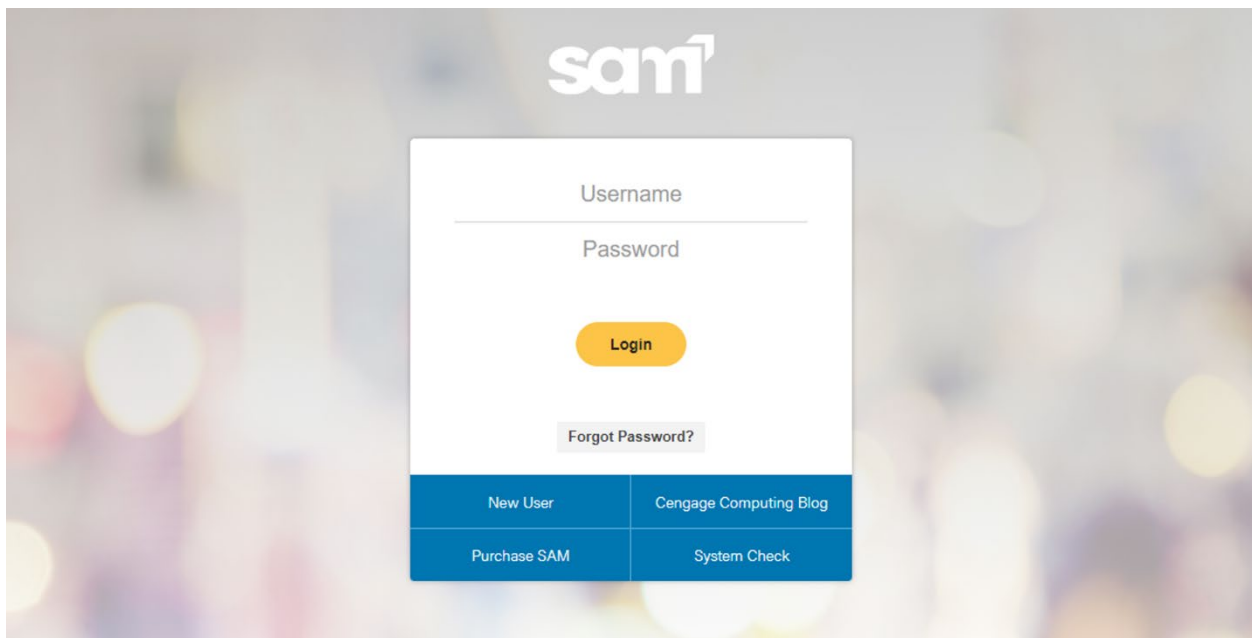 sam
Username
Password
Login
Forgot Password?
New User
Cengage Computing Blog
Purchase SAM
System Check